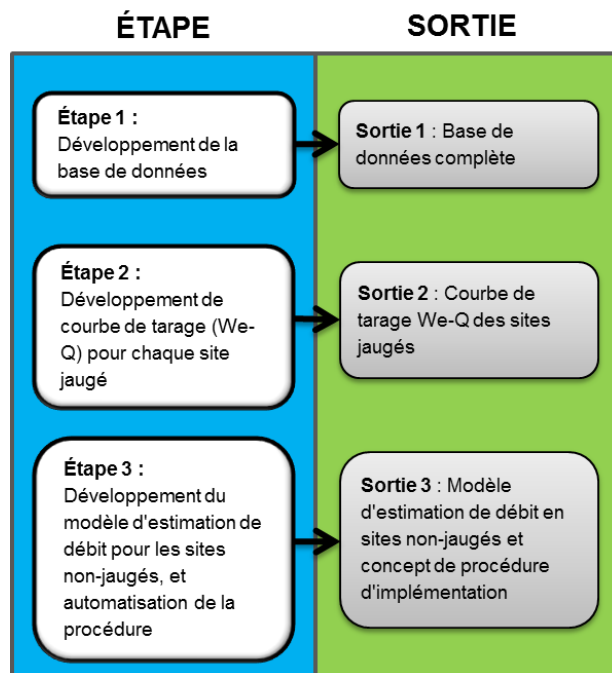 ÉTAPE
SORTIE
Étape 1 :
Développement de la
base de données
Sortie 1 : Base de
données complète
Étape 2 :
Développement de
courbe de tarage (We-
Q) pour chaque site
jaugé
Sortie 2 : Courbe de
tarage We-Q des sites
jaugés
Étape 3 :
Développement du
modèle d'estimation de
débit pour les sites
non-jaugés, et
automatisation de la
procédure
Sortie 3 : Modèle
d'estimation de débit en
sites non-jaugés et
concept de procédure
d'implémentation